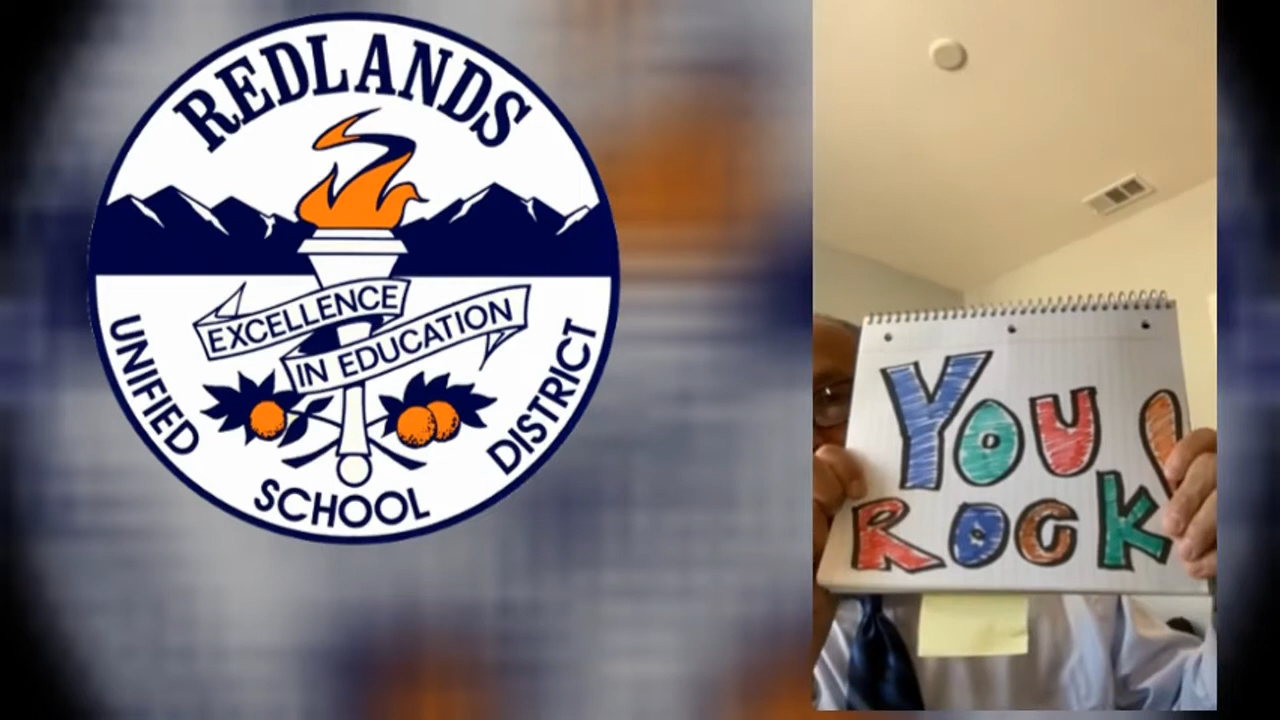 REDLANDS
EXCELLENCE
IN EDUCATION
UNIFIED
SCHOOL
DISTRICT
YOU!
ROCK